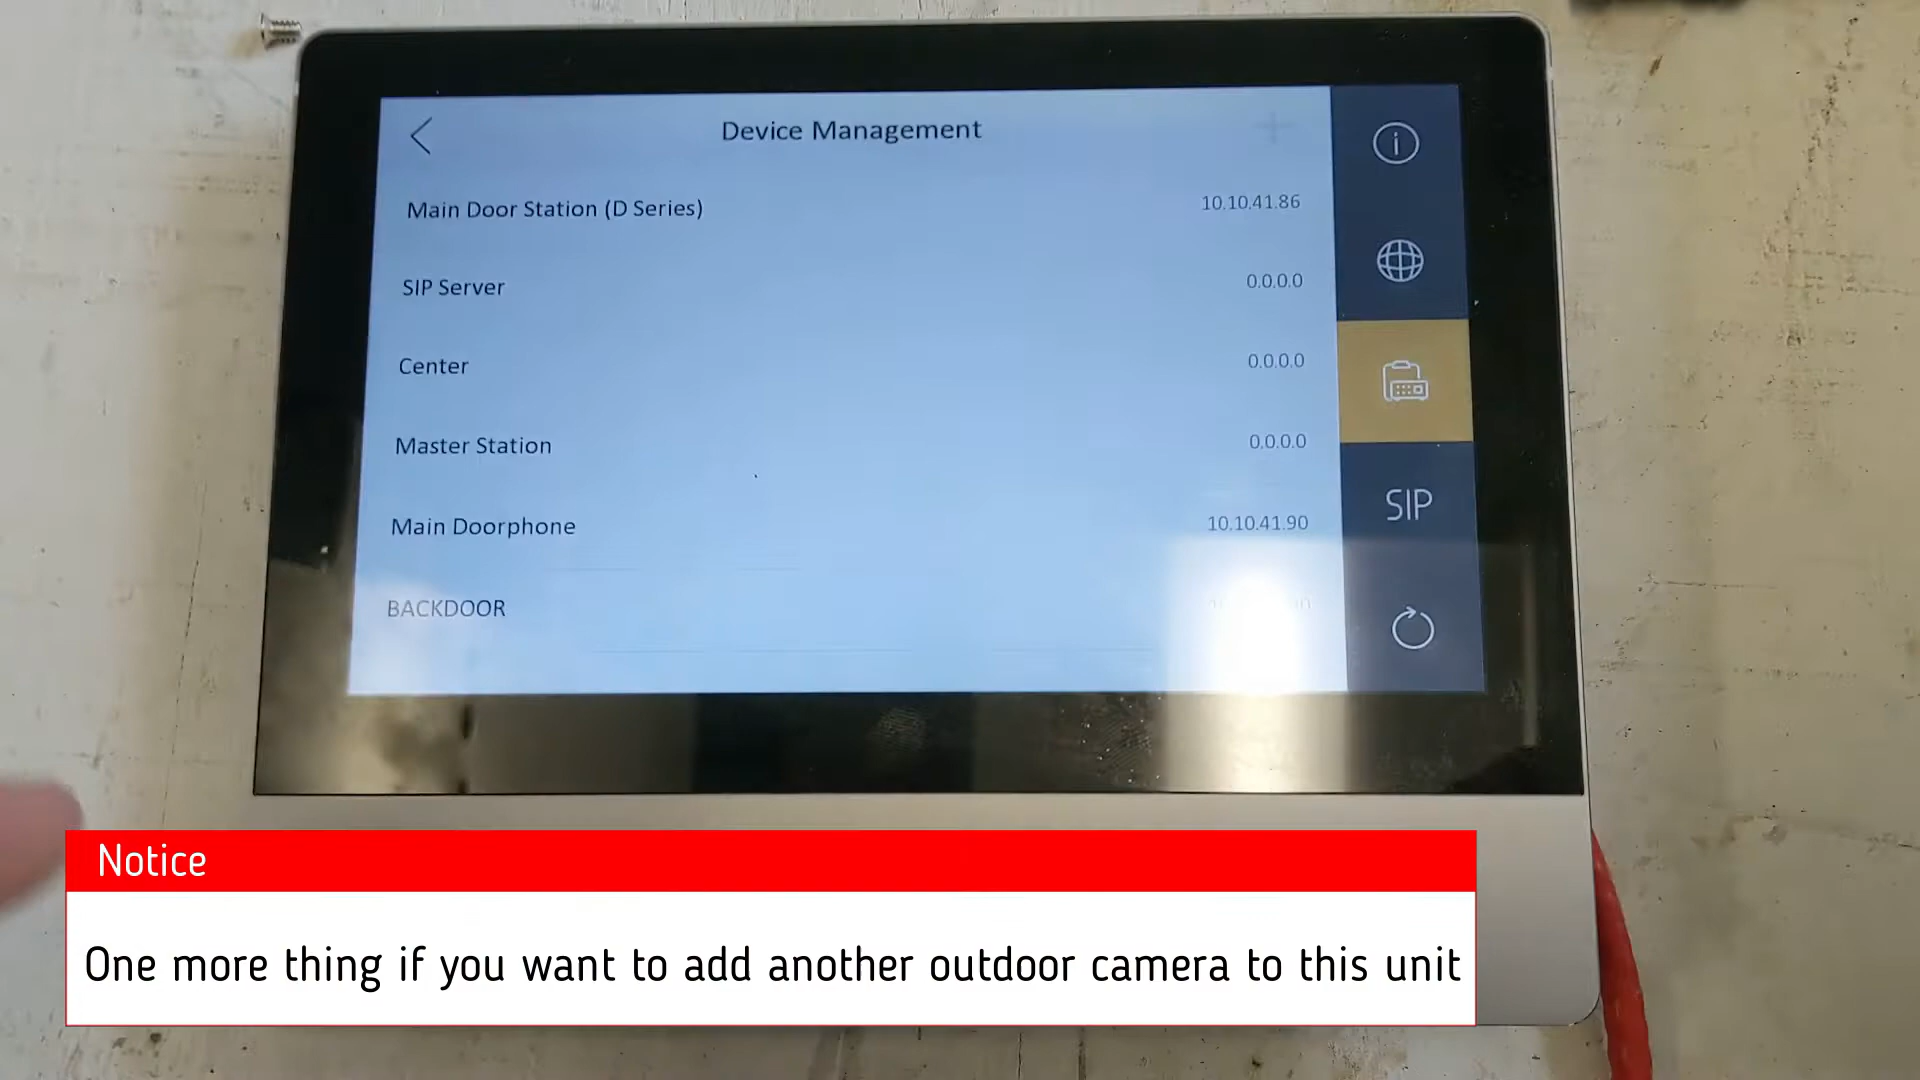 Device Management
Main Door Station (D Series) 10.10.41.86
SIP Server 0.0.0.0
Center 0.0.0.0
Master Station 0.0.0.0
SIP
Main Doorphone 10.10.41.90
BACKDOOR
Notice
One more thing if you want to add another outdoor camera to this unit